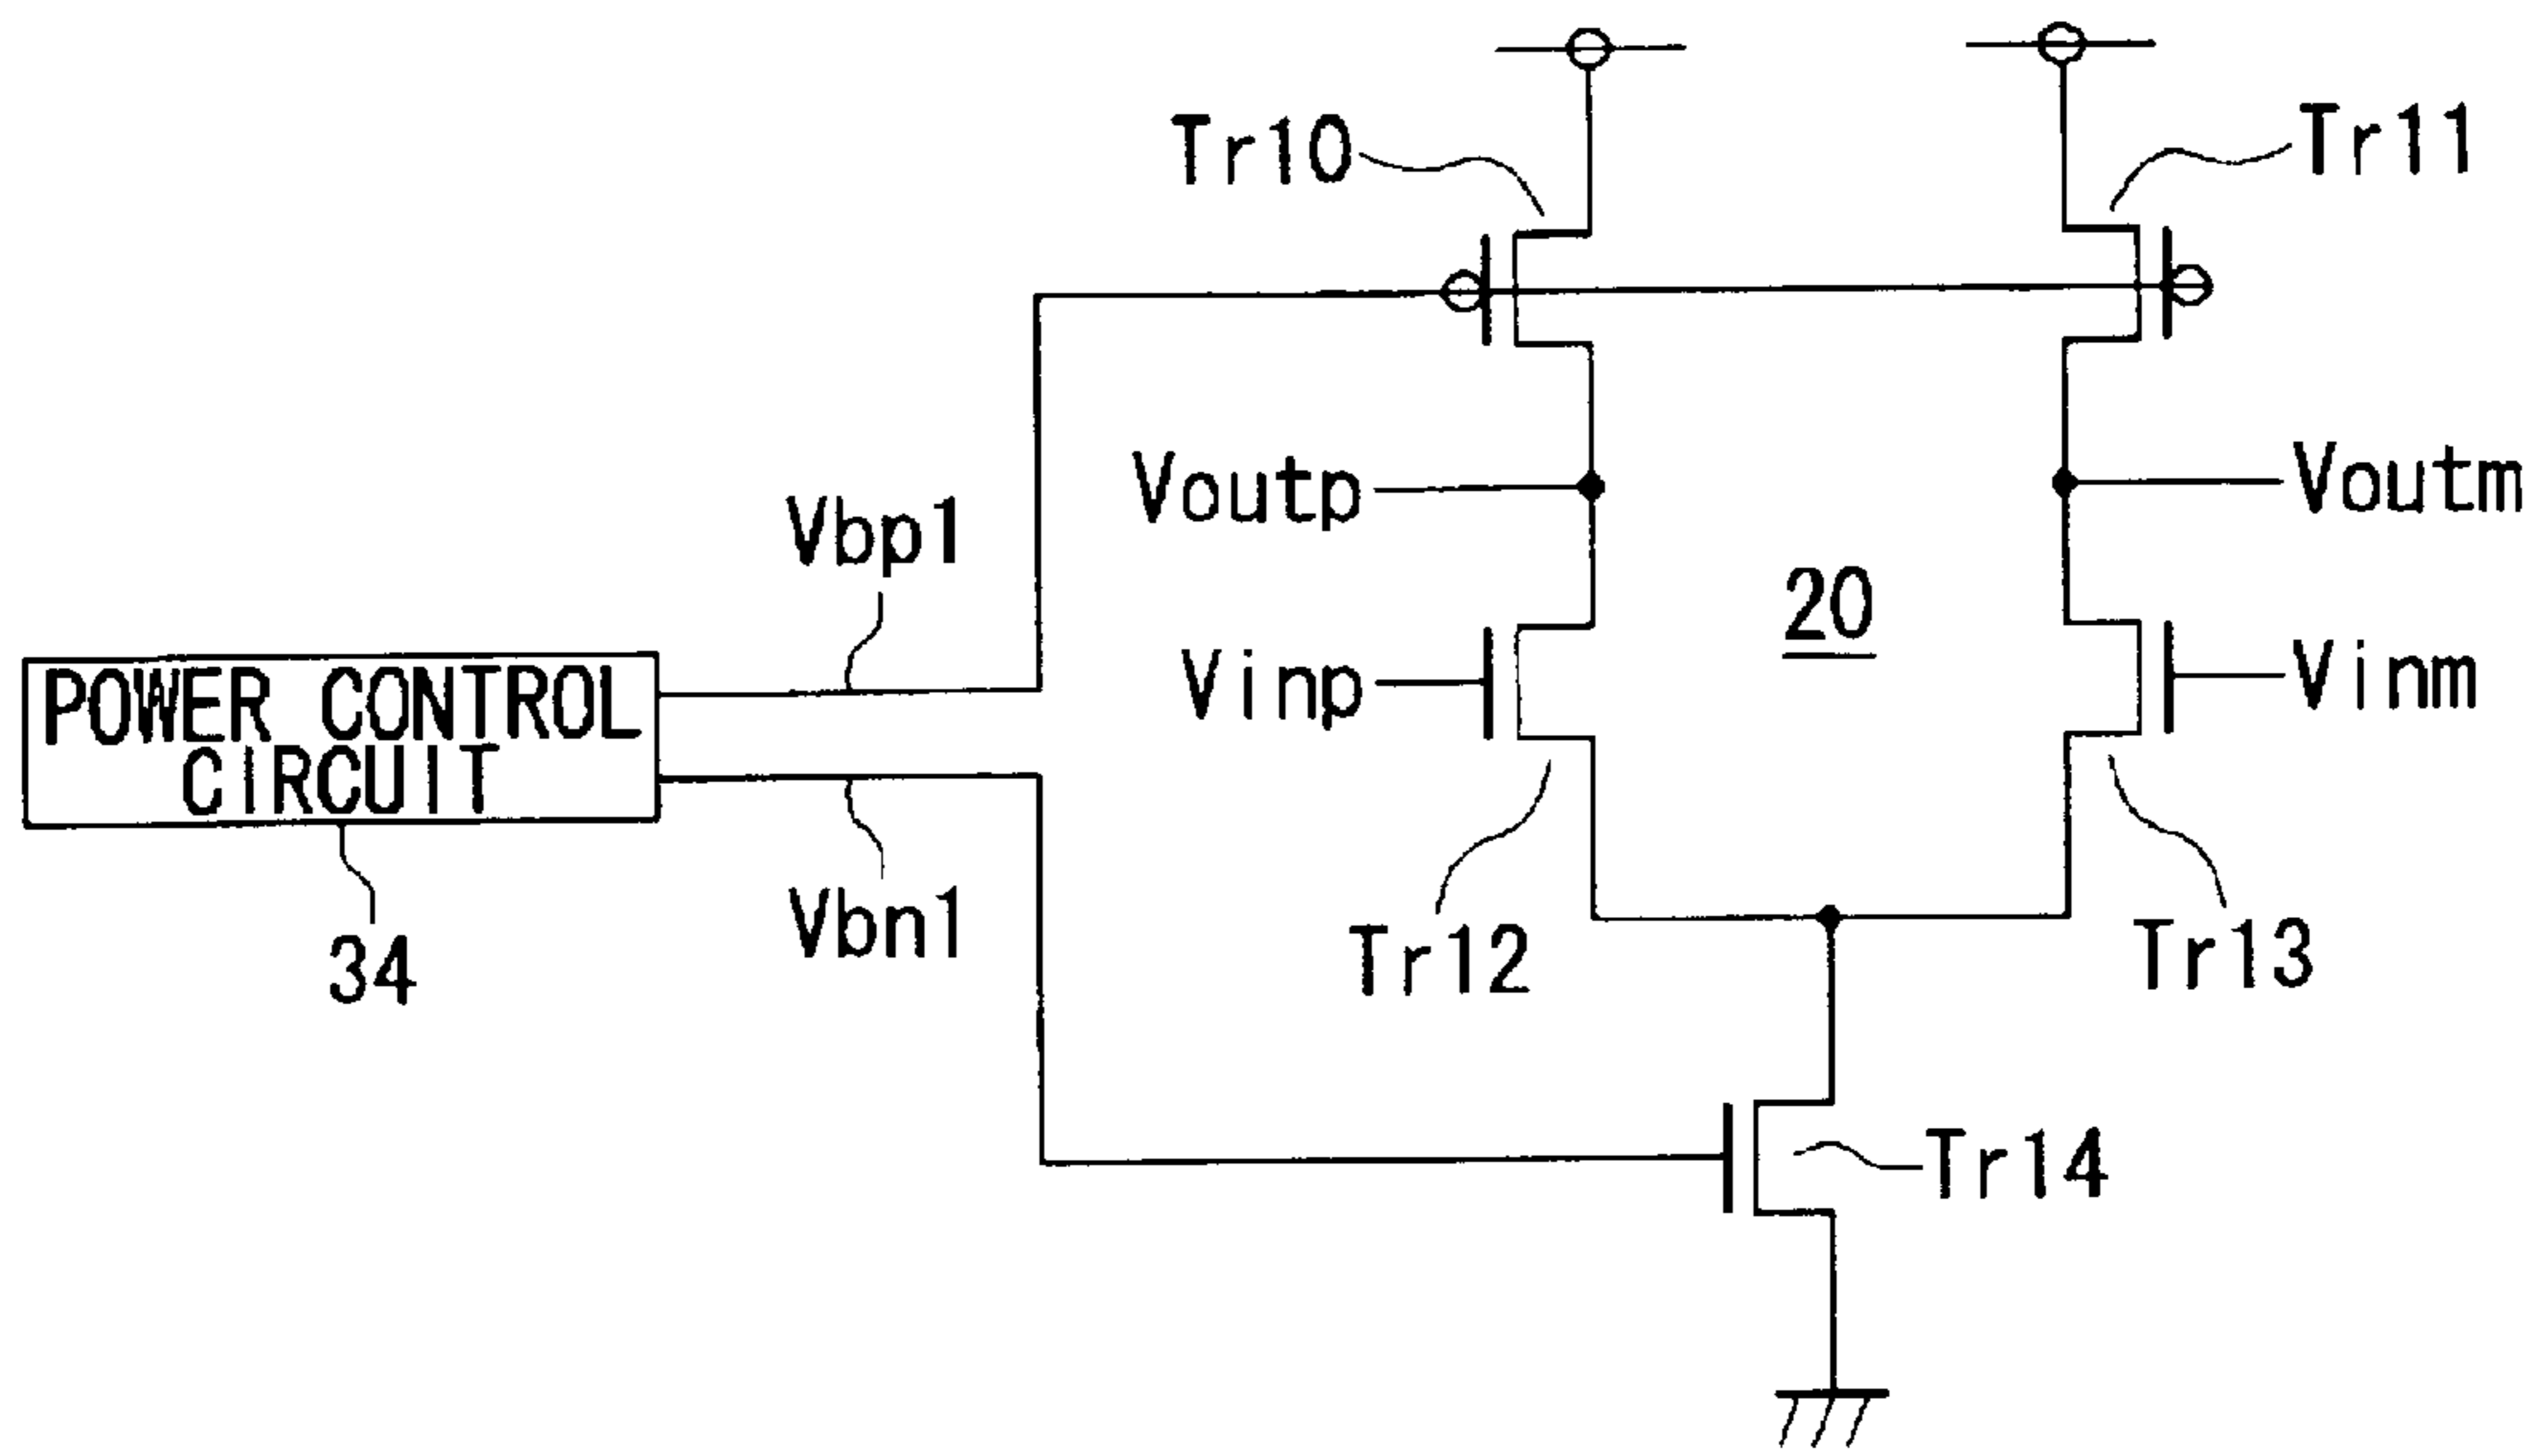 Tr10
Tr11
Voutp
Voutm
Vbp1
20
Vinp
Vinm
POWER CONTROL
CIRCUIT
Vbn1
34
Tr12
Tr13
Tr14